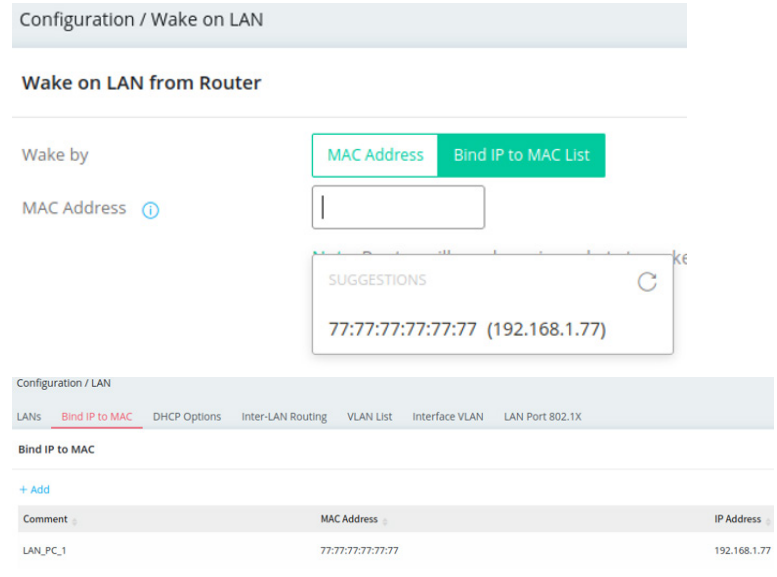 Configuration / Wake on LAN
Wake on LAN from Router
Wake by MAC Address Bind IP to MAC List
MAC Address
SUGGESTIONS
77:77:77:77:77:77 (192.168.1.77)
Configuration / LAN
LANs Bind IP to MAC DHCP Options Inter-LAN Routing VLAN List Interface VLAN LAN Port 802.1X
Bind IP to MAC
+ Add
Comment MAC Address IP Address
LAN_PC_1 77:77:77:77:77:77 192.168.1.77